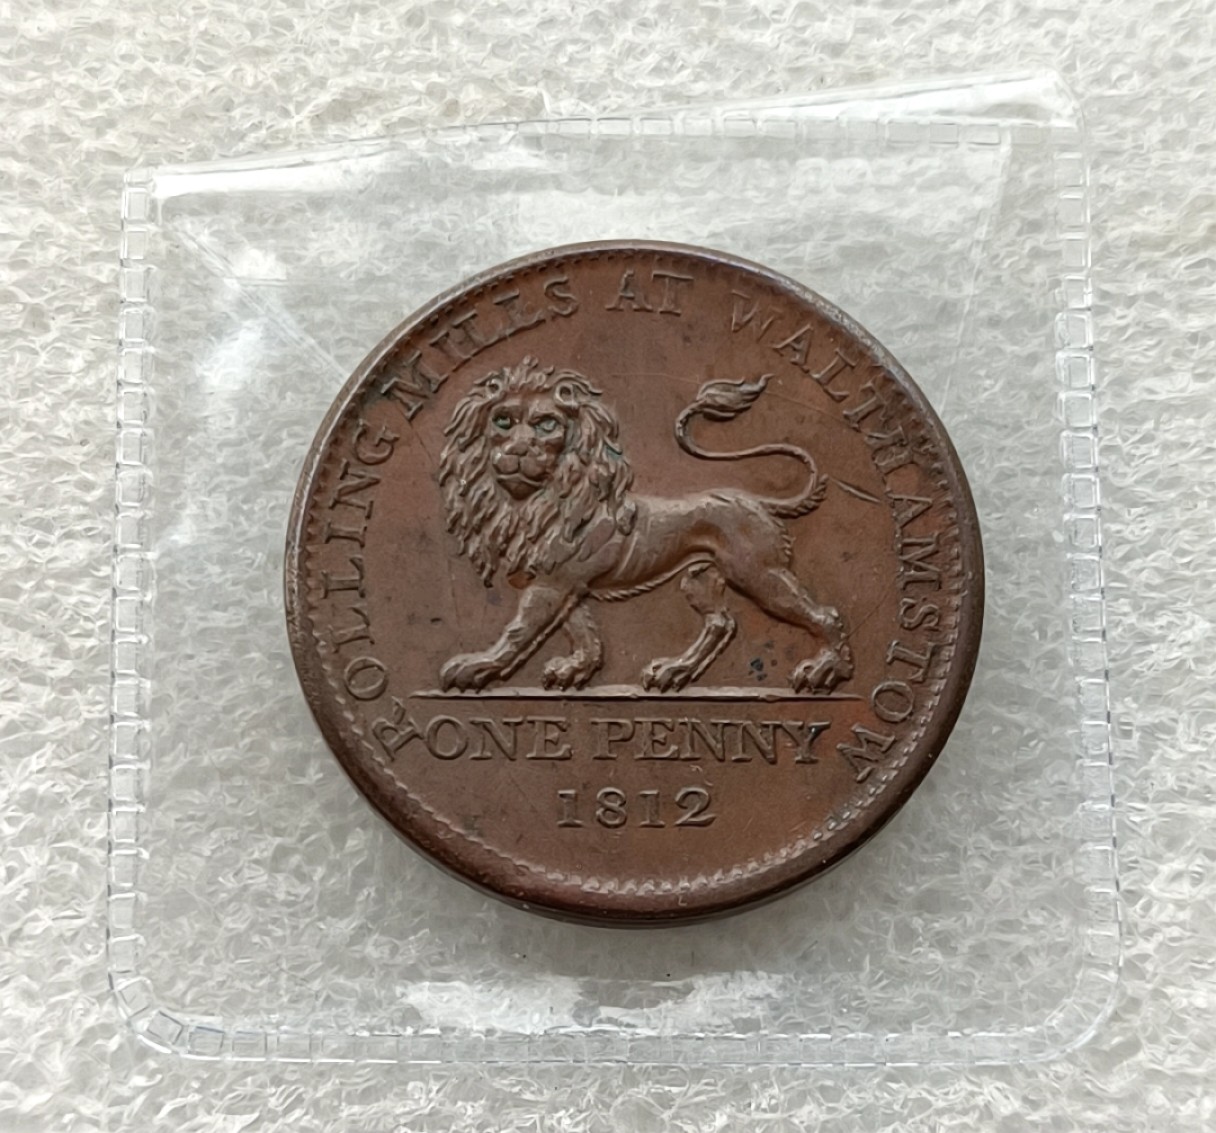 ROLLING MILLS AT WALTHAMSTOW
ONE PENNY
1812